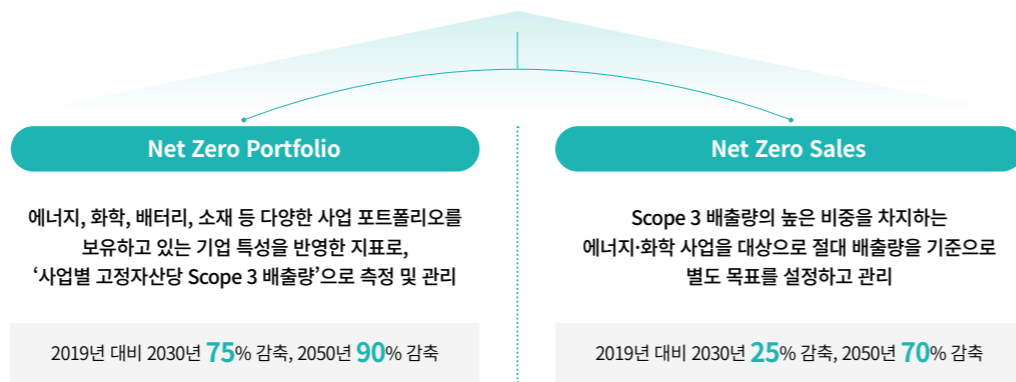 Net Zero Portfolio
에너지, 화학, 배터리, 소재 등 다양한 사업 포트폴리오를
보유하고 있는 기업 특성을 반영한 지표로,
‘사업별 고정자산당 Scope 3 배출량’으로 측정 및 관리
2019년 대비 2030년 75% 감축, 2050년 90% 감축
Net Zero Sales
Scope 3 배출량의 높은 비중을 차지하는
에너지·화학 사업을 대상으로 절대 배출량을 기준으로
별도 목표를 설정하고 관리
2019년 대비 2030년 25% 감축, 2050년 70% 감축